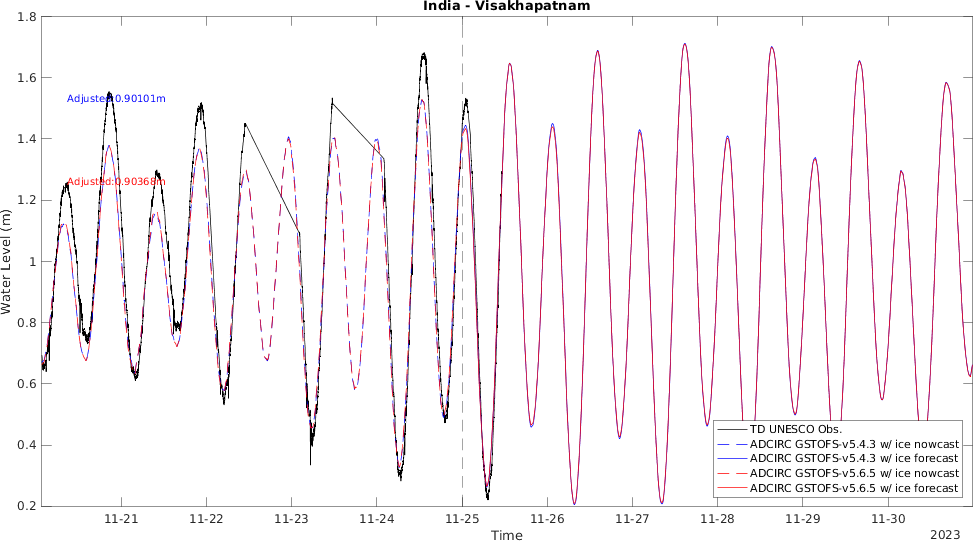 India - Visakhapatnam
1.8
1.6
1.4
1.2
1
0.8
0.6
0.4
0.2
Water Level (m)
Adjusted:0.90101m
Adjusted:0.90368m
TD UNESCO Obs.
ADCIRC GSTOFS-v5.4.3 w/ ice nowcast
ADCIRC GSTOFS-v5.4.3 w/ ice forecast
ADCIRC GSTOFS-v5.6.5 w/ ice nowcast
ADCIRC GSTOFS-v5.6.5 w/ ice forecast
11-21 11-22 11-23 11-24 11-25 11-26 11-27 11-28 11-29 11-30
Time
2023